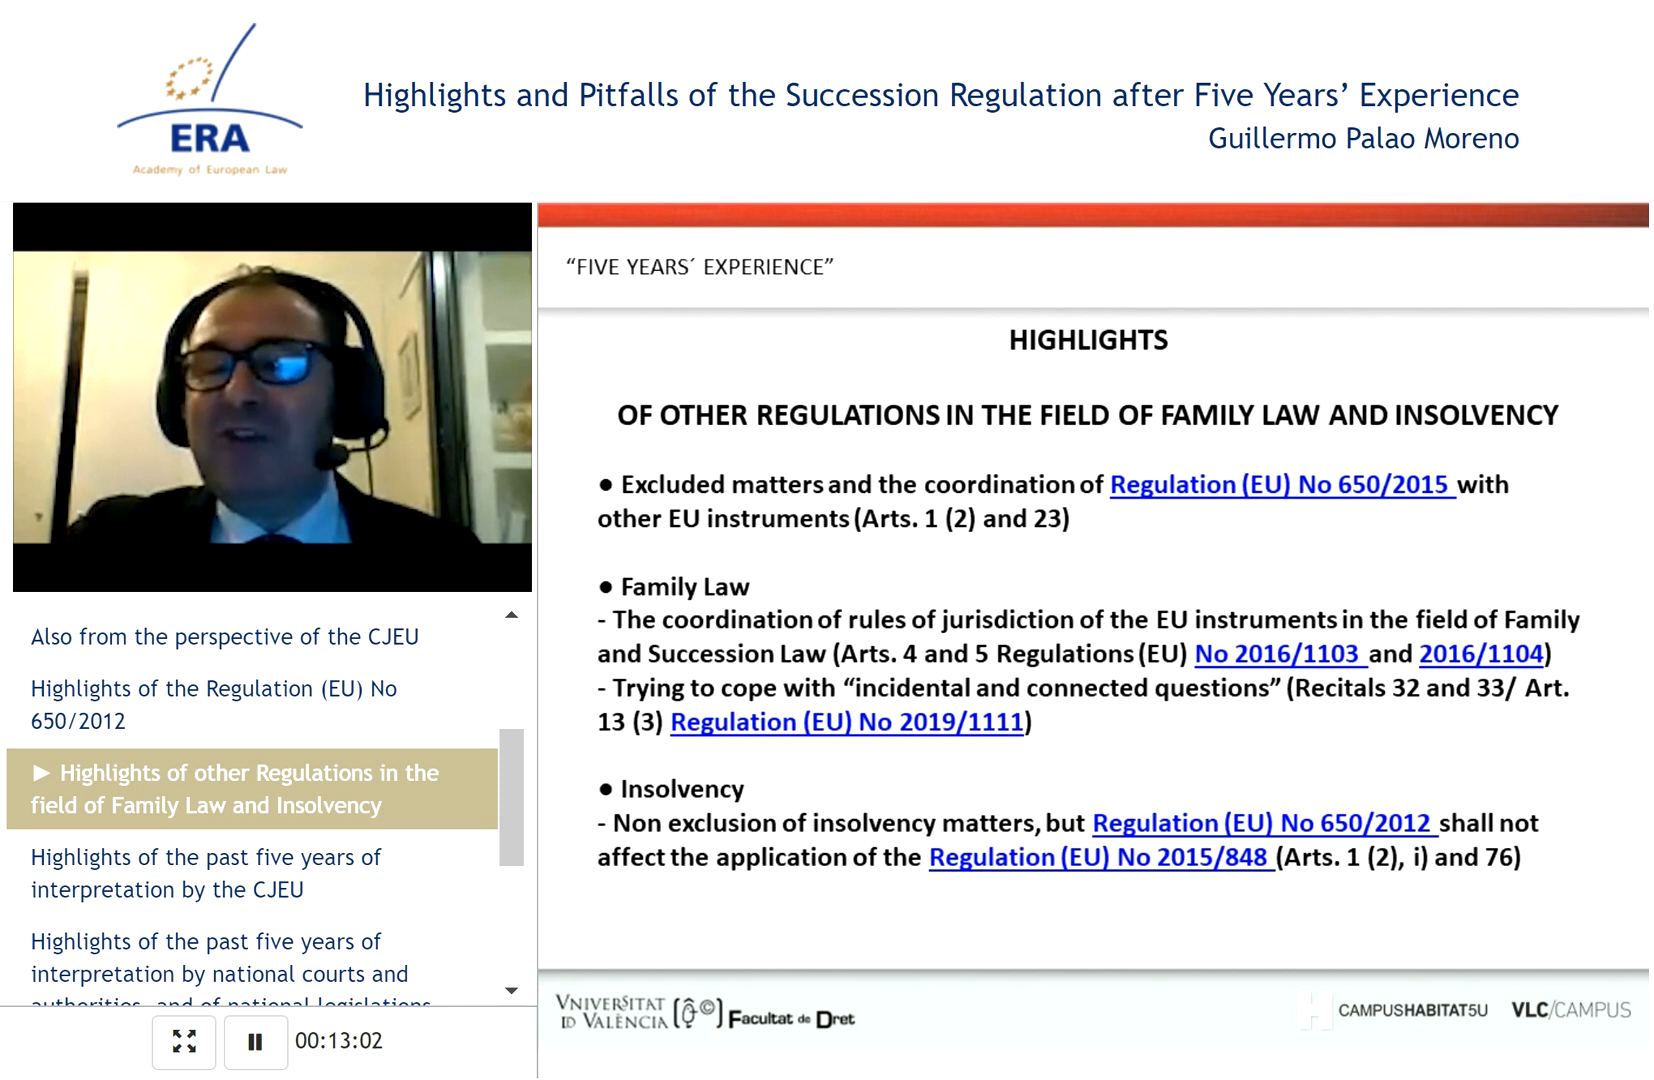 ERA
Academy of European Law
Highlights and Pitfalls of the Succession Regulation after Five Years’ Experience
Guillermo Palao Moreno
Also from the perspective of the CJEU
Highlights of the Regulation (EU) No
650/2012
► Highlights of other Regulations in the
field of Family Law and Insolvency
Highlights of the past five years of
interpretation by the CJEU
Highlights of the past five years of
interpretation by national courts and
authorities, and of national legislations
00:13:02
“FIVE YEARS´ EXPERIENCE”
HIGHLIGHTS
OF OTHER REGULATIONS IN THE FIELD OF FAMILY LAW AND INSOLVENCY
● Excluded matters and the coordination of Regulation (EU) No 650/2015 with
other EU instruments (Arts. 1 (2) and 23)
● Family Law
- The coordination of rules of jurisdiction of the EU instruments in the field of Family
and Succession Law (Arts. 4 and 5 Regulations (EU) No 2016/1103 and 2016/1104)
- Trying to cope with “incidental and connected questions” (Recitals 32 and 33/ Art.
13 (3) Regulation (EU) No 2019/1111)
● Insolvency
- Non exclusion of insolvency matters, but Regulation (EU) No 650/2012 shall not
affect the application of the Regulation (EU) No 2015/848 (Arts. 1 (2), i) and 76)
VNIVERSITAT
ID VALÈNCIA
Facultat de Dret
CAMPUSHABITAT5U
VLC/CAMPUS